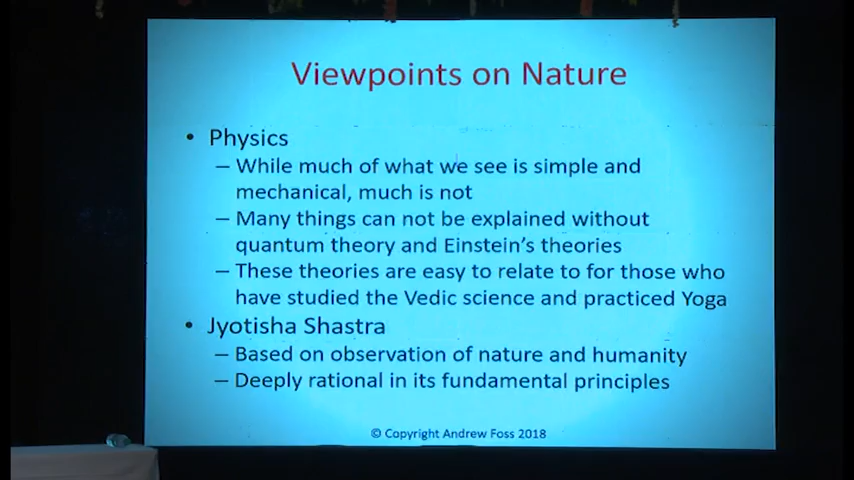 Viewpoints on Nature
• Physics
– While much of what we see is simple and
mechanical, much is not
– Many things can not be explained without
quantum theory and Einstein's theories
– These theories are easy to relate to for those who
have studied the Vedic science and practiced Yoga
• Jyotisha Shastra
– Based on observation of nature and humanity
– Deeply rational in its fundamental principles
© Copyright Andrew Foss 2018